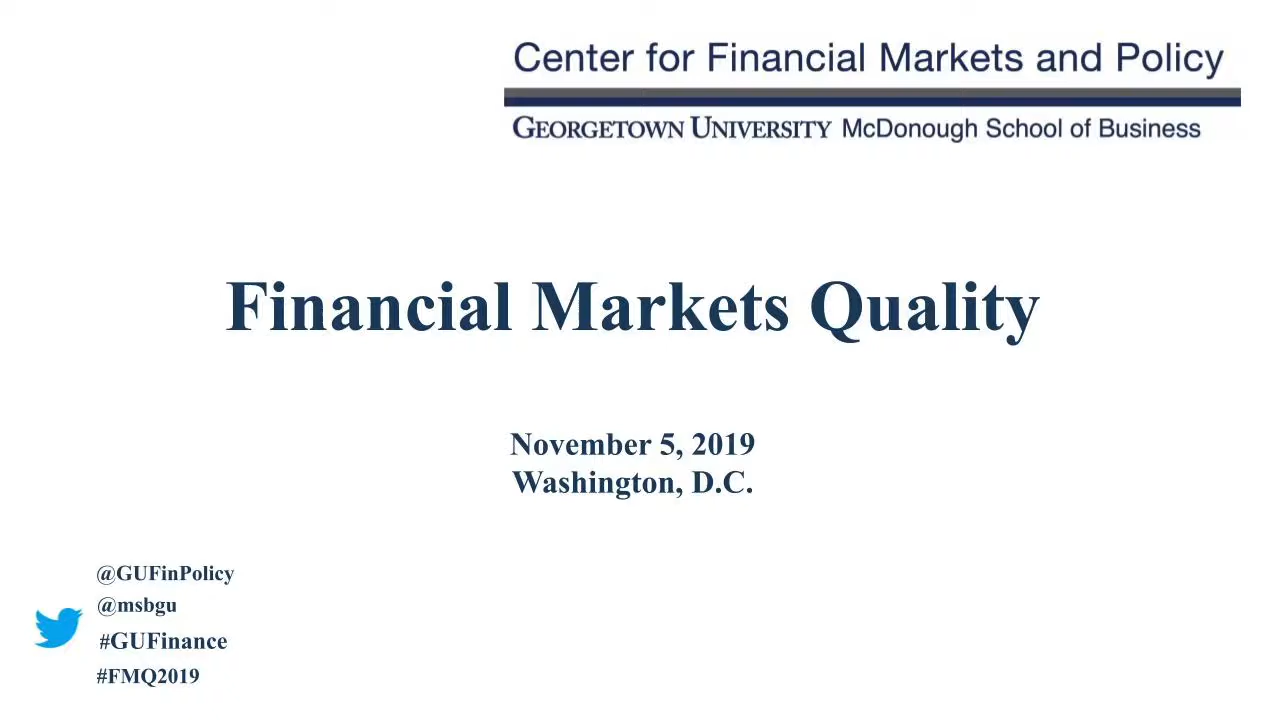 Center for Financial Markets and Policy
GEORGETOWN UNIVERSITY McDonough School of Business
Financial Markets Quality
November 5, 2019
Washington, D.C.
@GUFinPolicy
@msbgu
#GUFinance
#FMQ2019